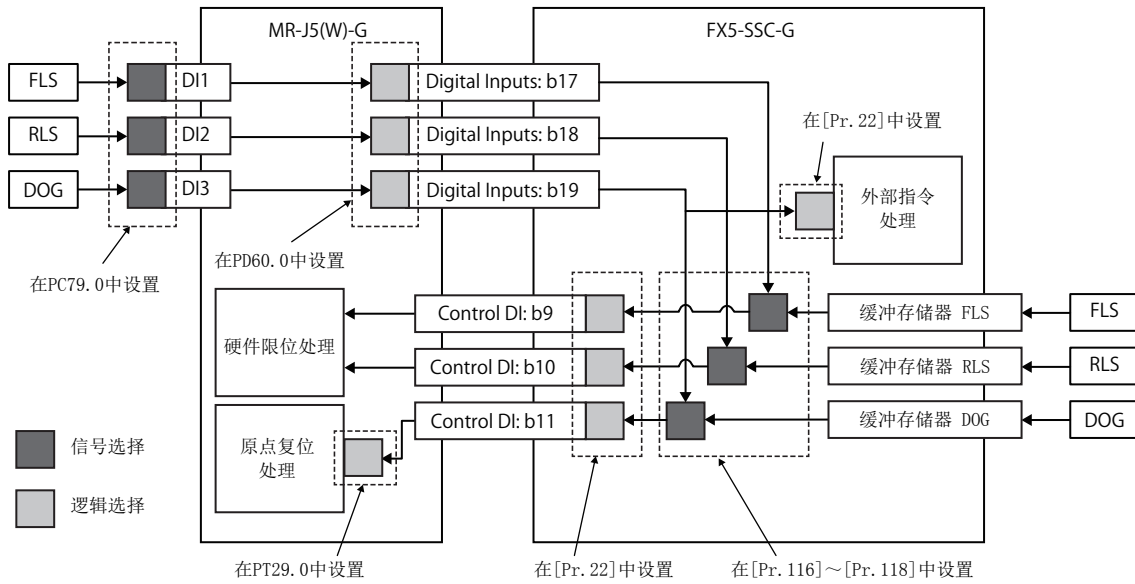 MR-J5(W)-G
FX5-SSC-G
FLS
DI1
Digital Inputs: b17
RLS
DI2
Digital Inputs: b18
在[Pr.22]中设置
DOG
DI3
Digital Inputs: b19
外部指令
处理
在PC79.0中设置
在PD60.0中设置
Control DI: b9
缓冲存储器 FLS
FLS
硬件限位处理
Control DI: b10
缓冲存储器 RLS
RLS
Control DI: b11
缓冲存储器 DOG
DOG
信号选择
原点复位
处理
逻辑选择
在PT29.0中设置
在[Pr.22]中设置
在[Pr.116]～[Pr.118]中设置